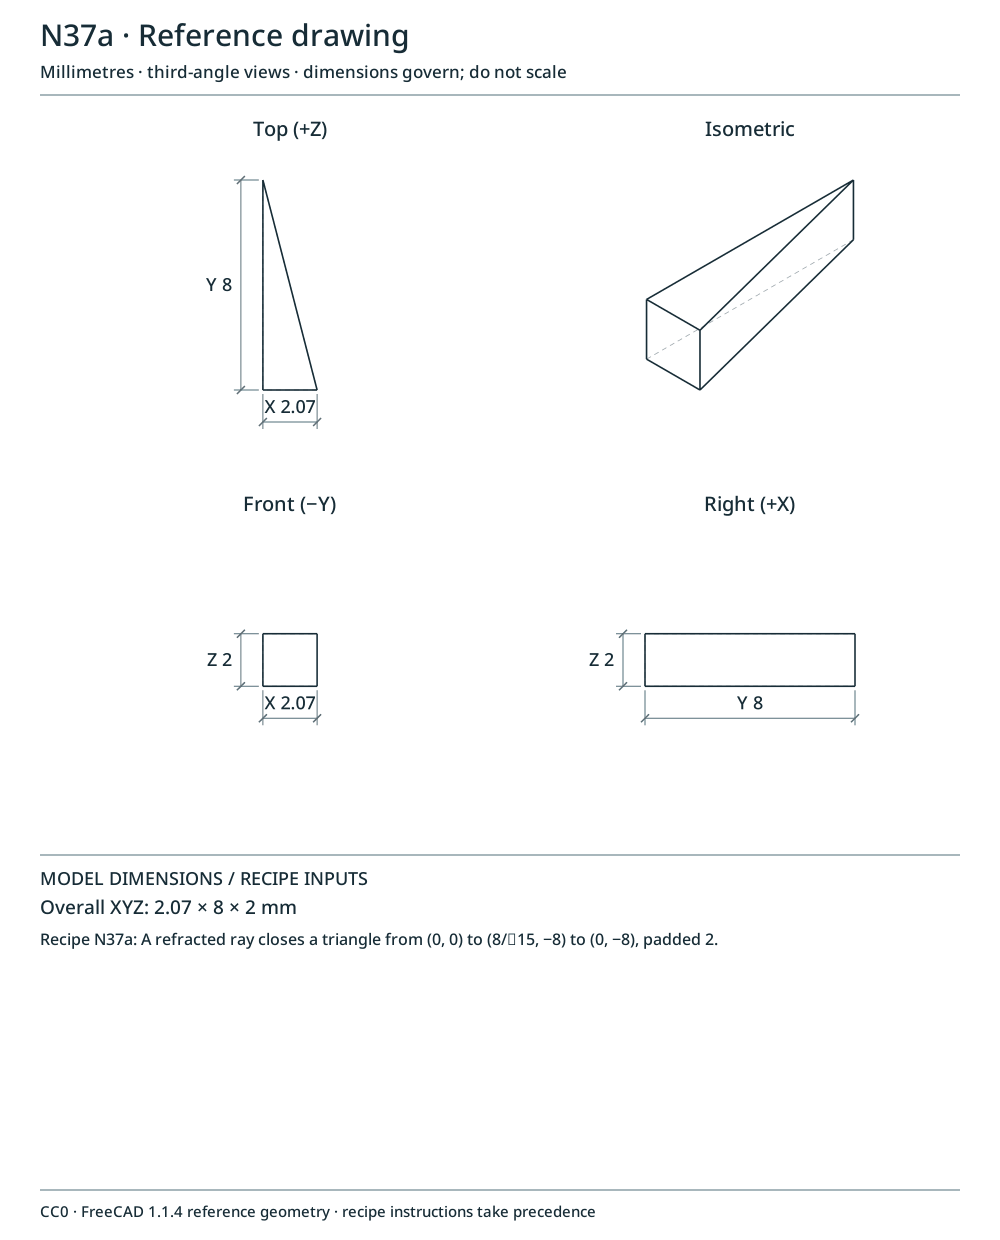 N37a · Reference drawing
Millimetres · third-angle views · dimensions govern; do not scale
Top (+Z)
Isometric
Y 8
X 2.07
Front (−Y)
Right (+X)
Z 2
X 2.07
Z 2
Y 8
MODEL DIMENSIONS / RECIPE INPUTS
Overall XYZ: 2.07 × 8 × 2 mm
Recipe N37a: A refracted ray closes a triangle from (0, 0) to (8/▯15, −8) to (0, −8), padded 2.
CC0 · FreeCAD 1.1.4 reference geometry · recipe instructions take precedence